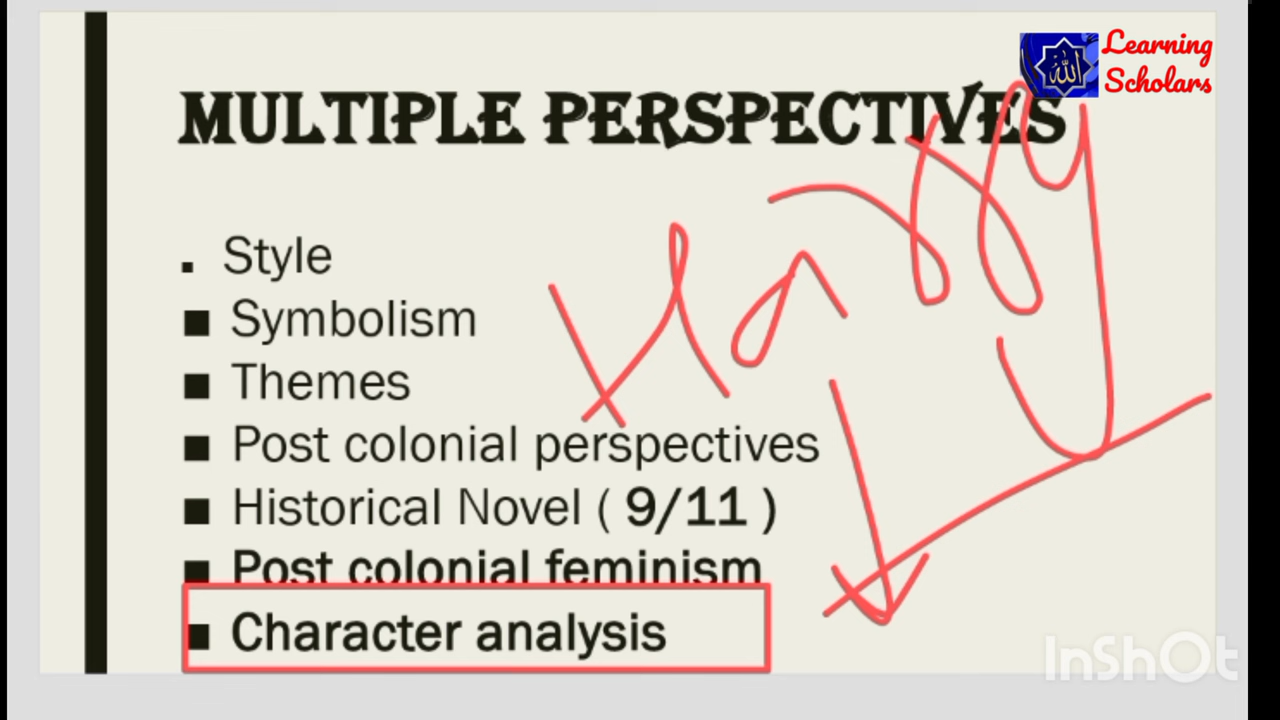 Learning
Scholars
MULTIPLE PERSPECTIVES
. Style
■ Symbolism
■ Themes
■ Post colonial perspectives
■ Historical Novel ( 9/11 )
■ Post colonial feminism
■ Character analysis
InShOt